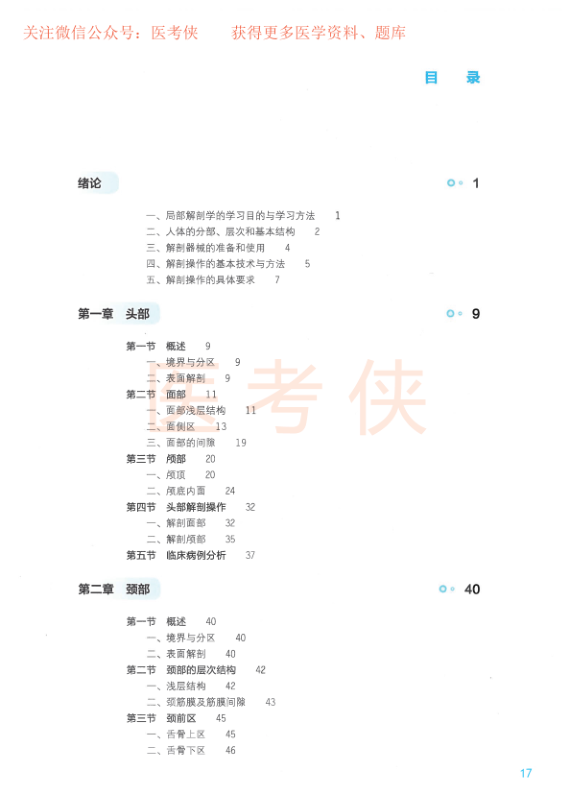 关注微信公众号：医考侠 获得更多医学资料、题库
目 录
绪论 1
一、局部解剖学的学习目的与学习方法 1
二、人体的分部、层次和基本结构 2
三、解剖器械的准备和使用 4
四、解剖操作的基本技术与方法 5
五、解剖操作的具体要求 7
第一章 头部 9
第一节 概述 9
一、境界与分区 9
二、表面解剖 9
第二节 面部 11
一、面部浅层结构 11
二、面侧区 13
三、面部的间隙 19
第三节 颅部 20
一、颅顶 20
二、颅底内面 24
第四节 头部解剖操作 32
一、解剖面部 32
二、解剖颅部 35
第五节 临床病例分析 37
医考侠
第二章 颈部 40
第一节 概述 40
一、境界与分区 40
二、表面解剖 40
第二节 颈部的层次结构 42
一、浅层结构 42
二、颈筋膜及筋膜间隙 43
第三节 颈前区 45
一、舌骨上区 45
二、舌骨下区 46
17